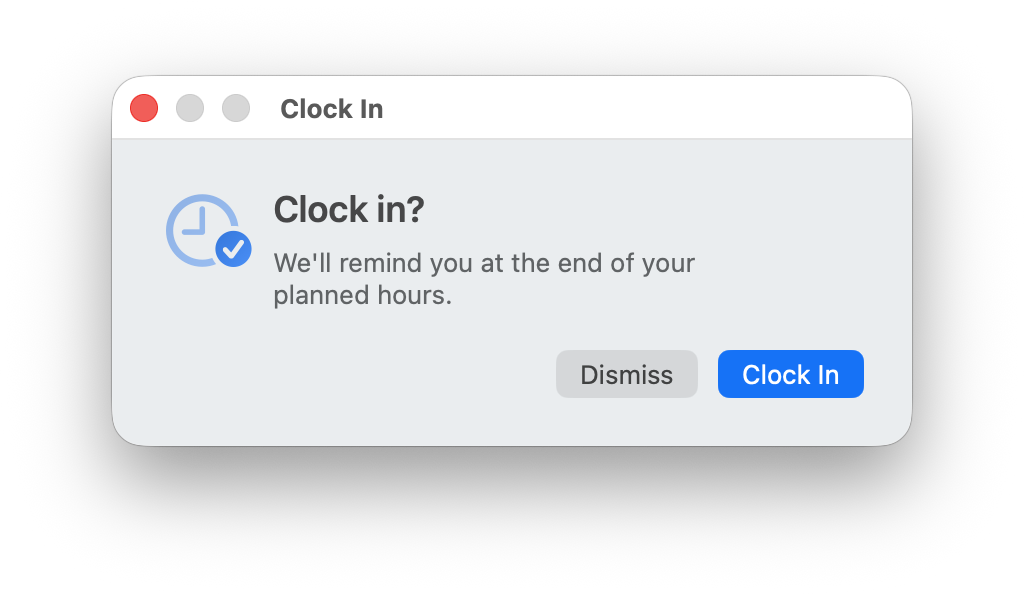 Clock In
Clock in?
We'll remind you at the end of your
planned hours.
Dismiss
Clock In